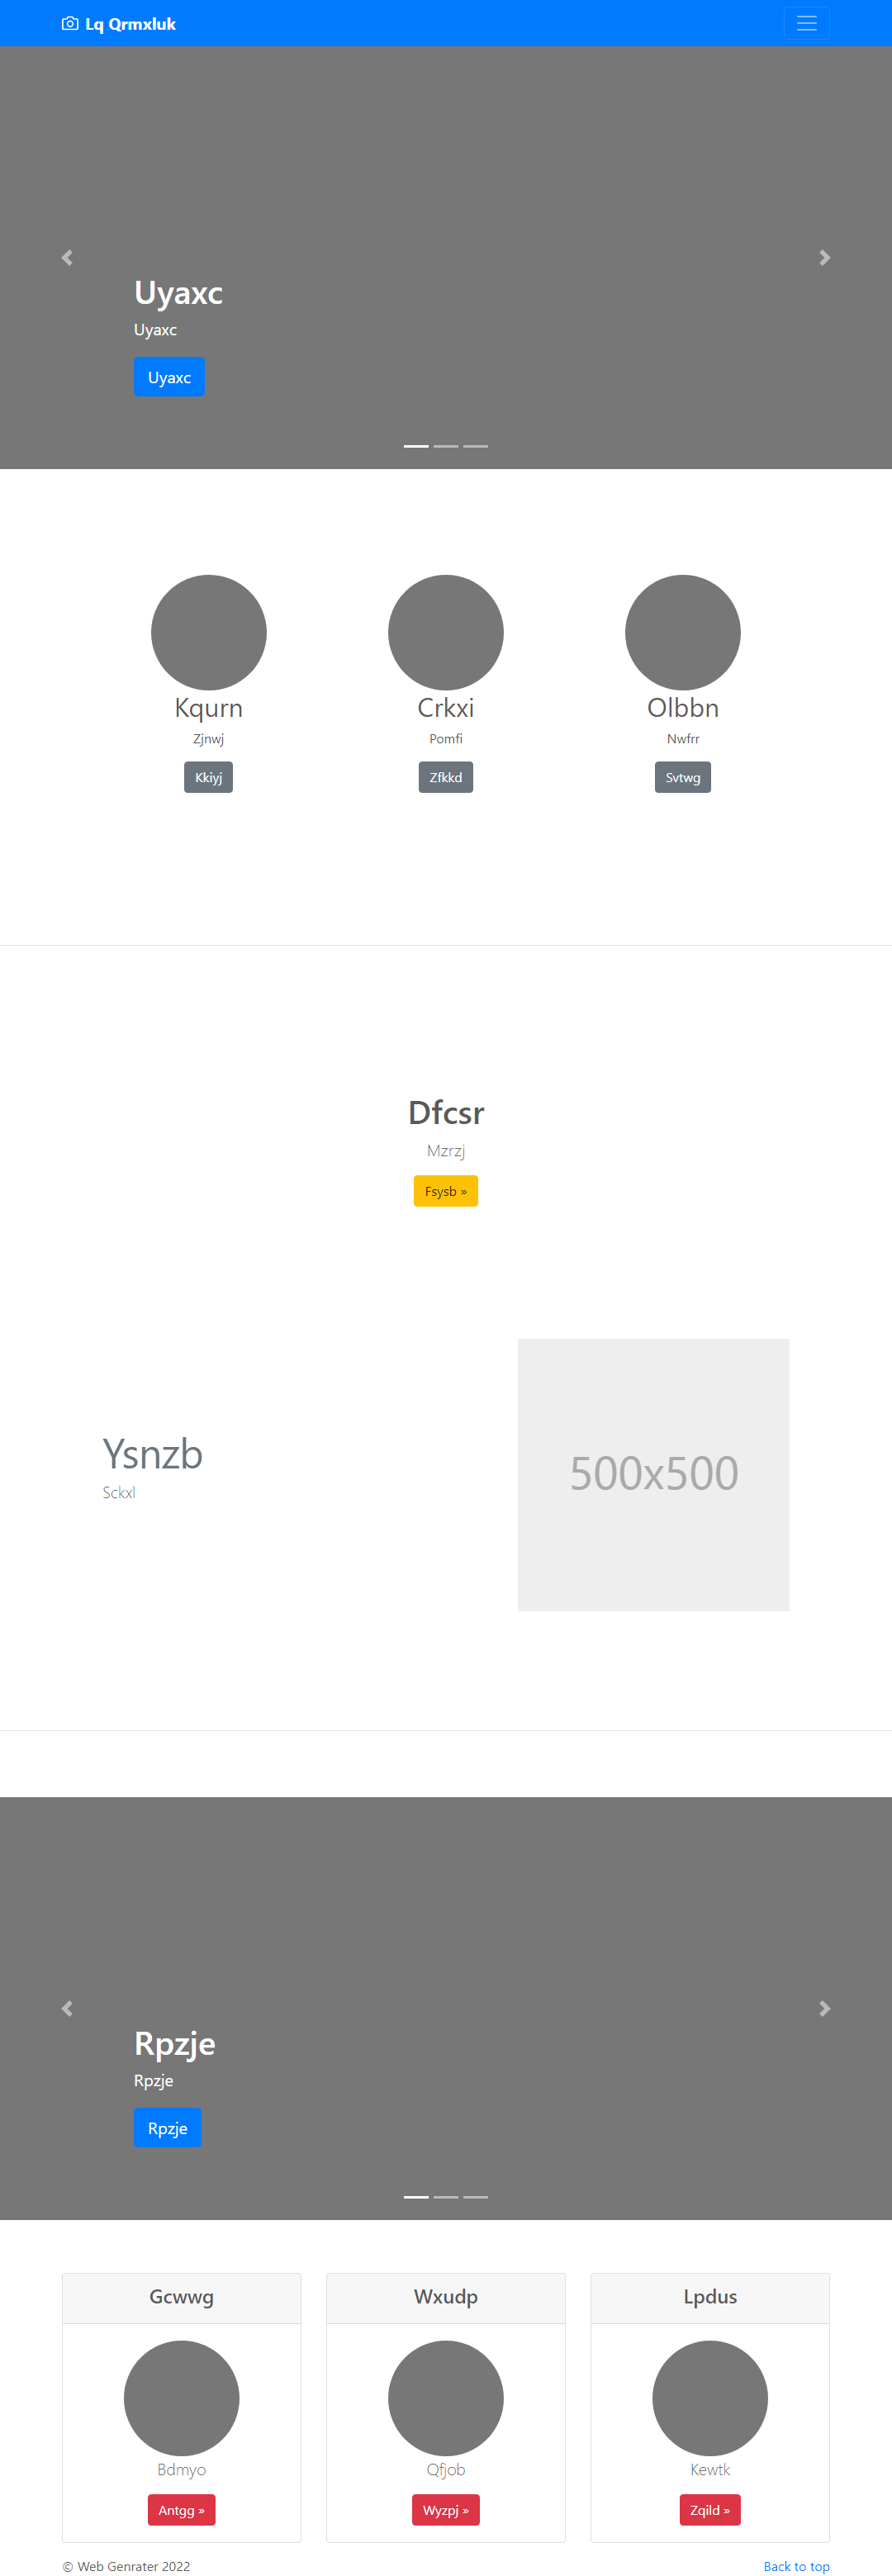 Lq Qrmxluk
Uyaxc
Uyaxc
Uyaxc
Kqurn
Zjnwj
Kkiyj
Crkxi
Pomfi
Zfkkd
Olbbn
Nwfrr
Svtwg
Dfcsr
Mzrzj
Fsysb »
Ysnzb
Sckxl
500x500
Rpzje
Rpzje
Rpzje
Gcwwg
Bdmyo
Antgg »
Wxudp
Qfjob
Wyzpj »
Lpdus
Kewtk
Zqild »
© Web Genrater 2022
Back to top